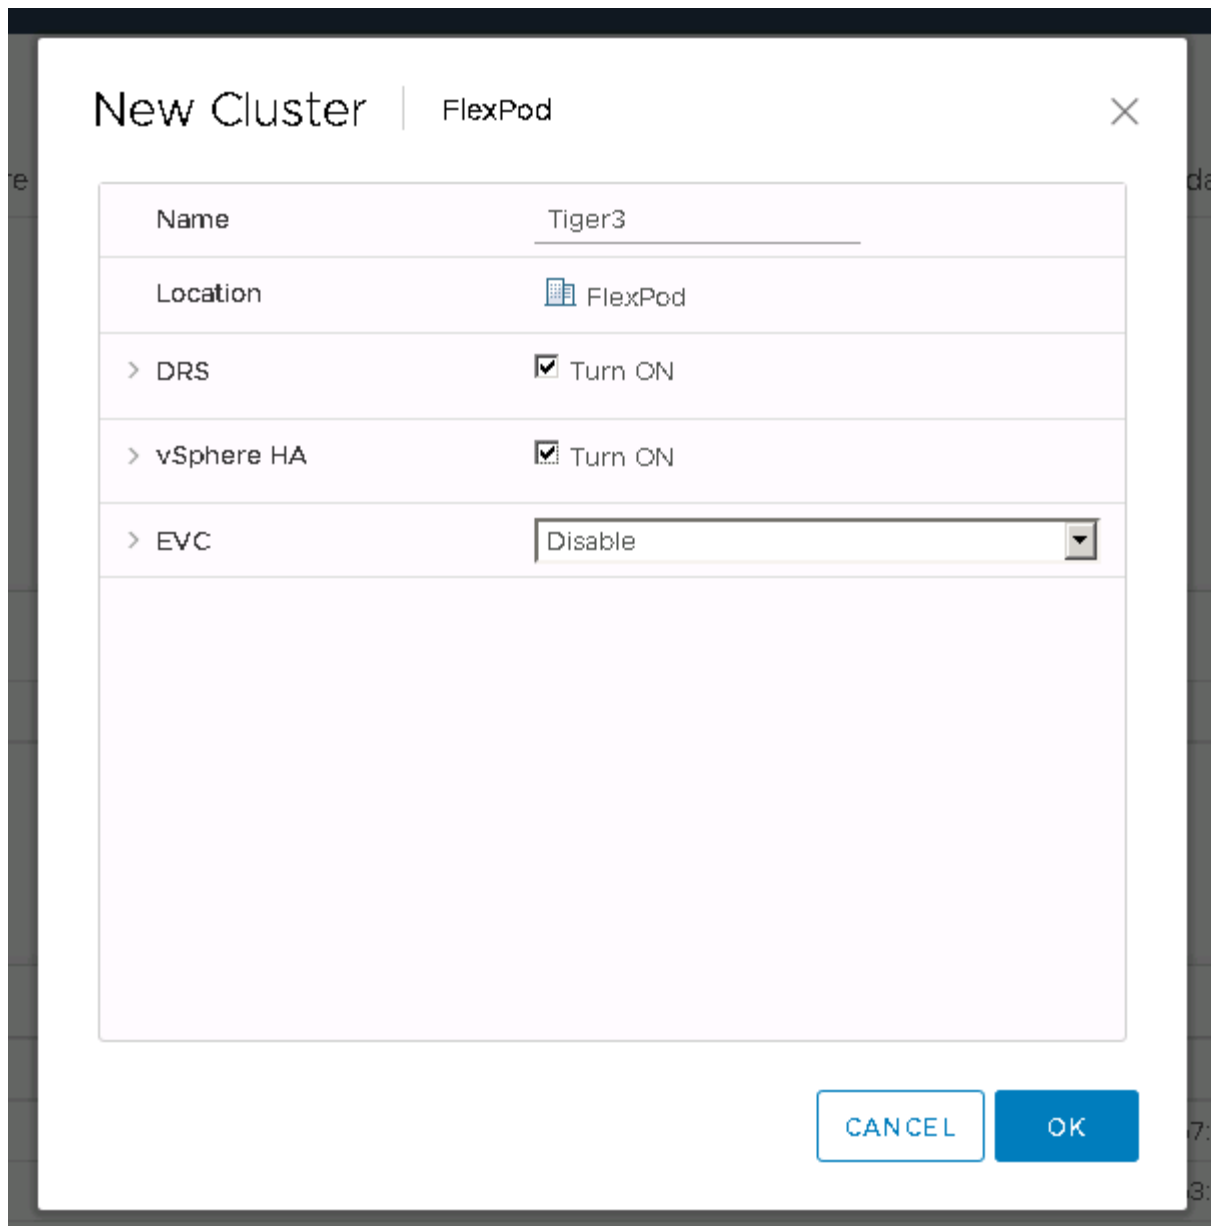 New Cluster FlexPod
Name Tiger3
Location FlexPod
DRS Turn ON
vSphere HA Turn ON
EVC Disable
CANCEL OK